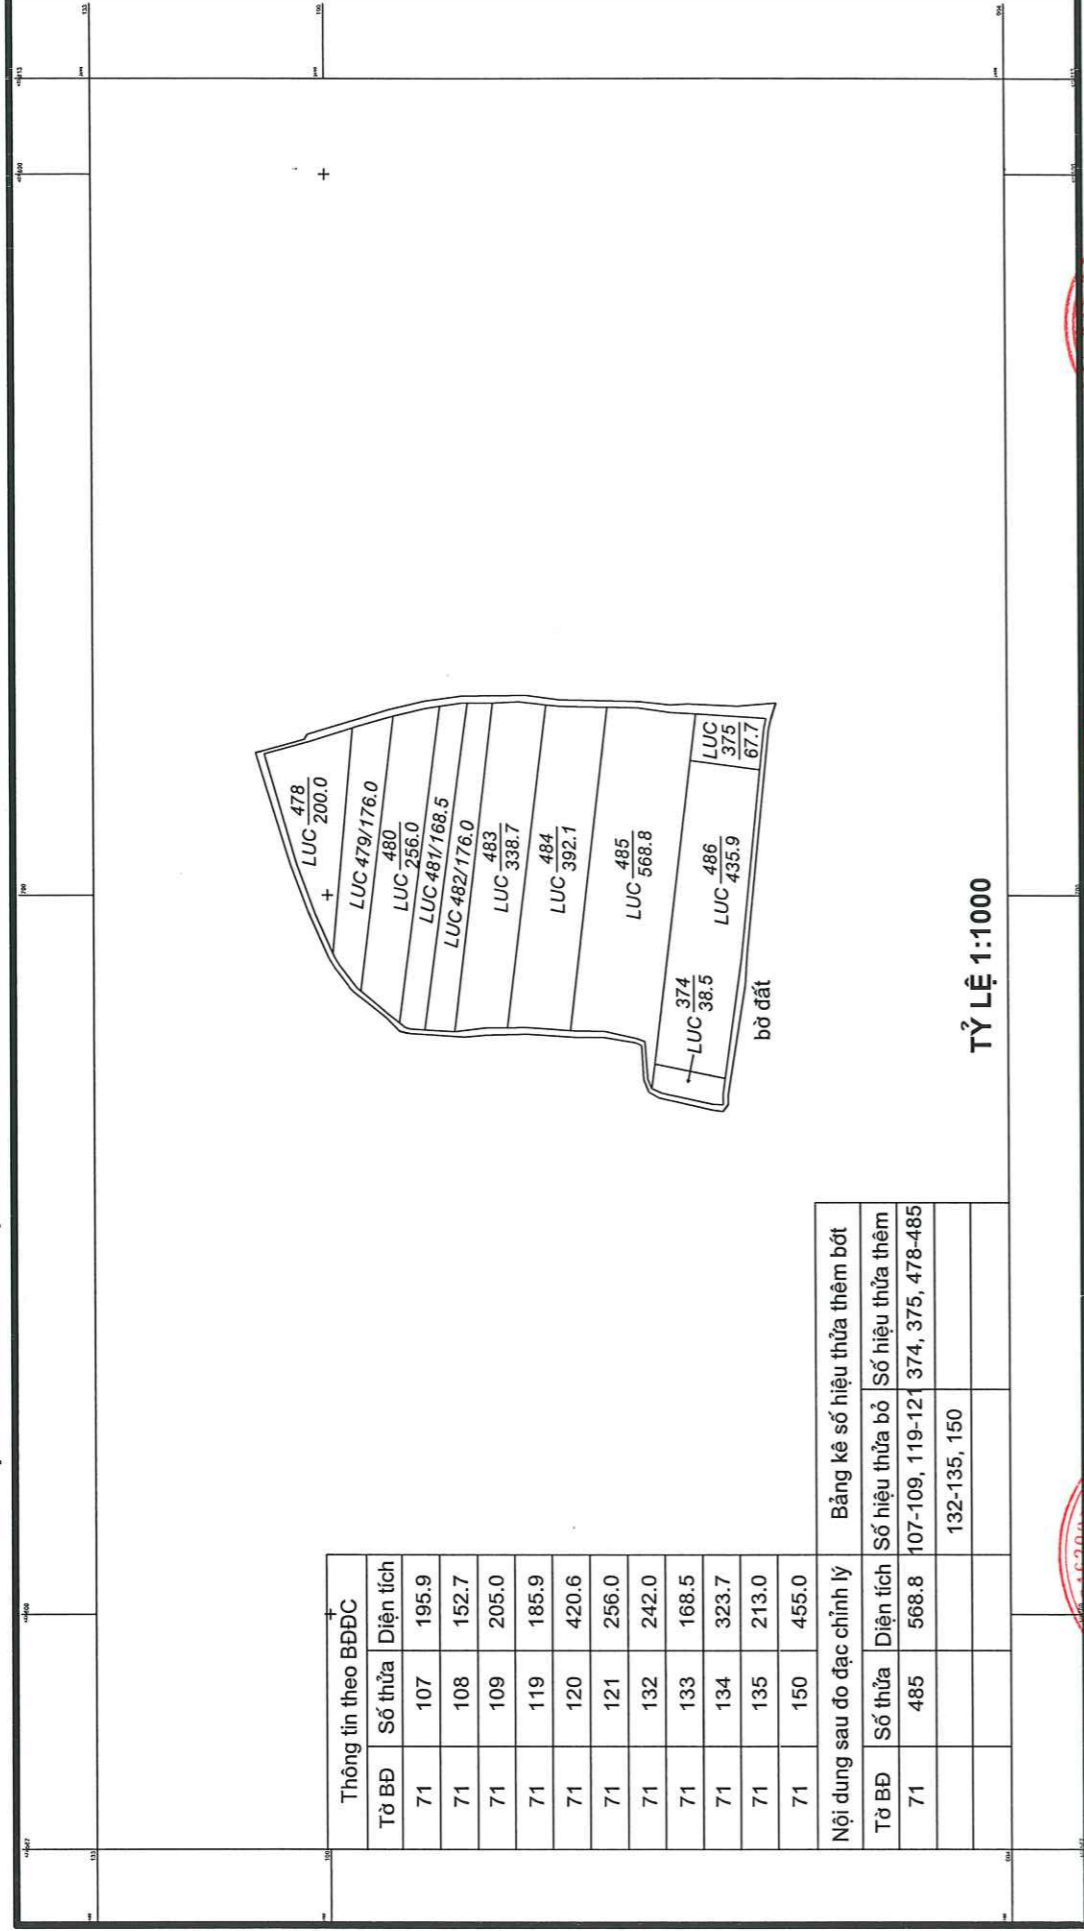 Thông tin theo BĐĐC
Tờ BĐ Số thửa Diện tích
71 107 195.9
71 108 152.7
71 109 205.0
71 119 185.9
71 120 420.6
71 121 256.0
71 132 242.0
71 133 168.5
71 134 323.7
71 135 213.0
71 150 455.0
Nội dung sau đo đạc chỉnh lý Bảng kê số hiệu thửa thêm bớt
Tờ BĐ Số thửa Diện tích Số hiệu thửa bỏ Số hiệu thửa thêm
71 485 568.8 107-109, 119-121 374, 375, 478-485
132-135, 150
LUC 478
200.0
LUC 479/176.0
LUC 480
256.0
LUC 481/168.5
LUC 482/176.0
LUC 483
338.7
LUC 484
392.1
LUC 485
568.8
LUC 374
38.5
LUC 486
435.9
LUC
375
67.7
bờ đất
TỶ LỆ 1:1000
133
100
700
133
100